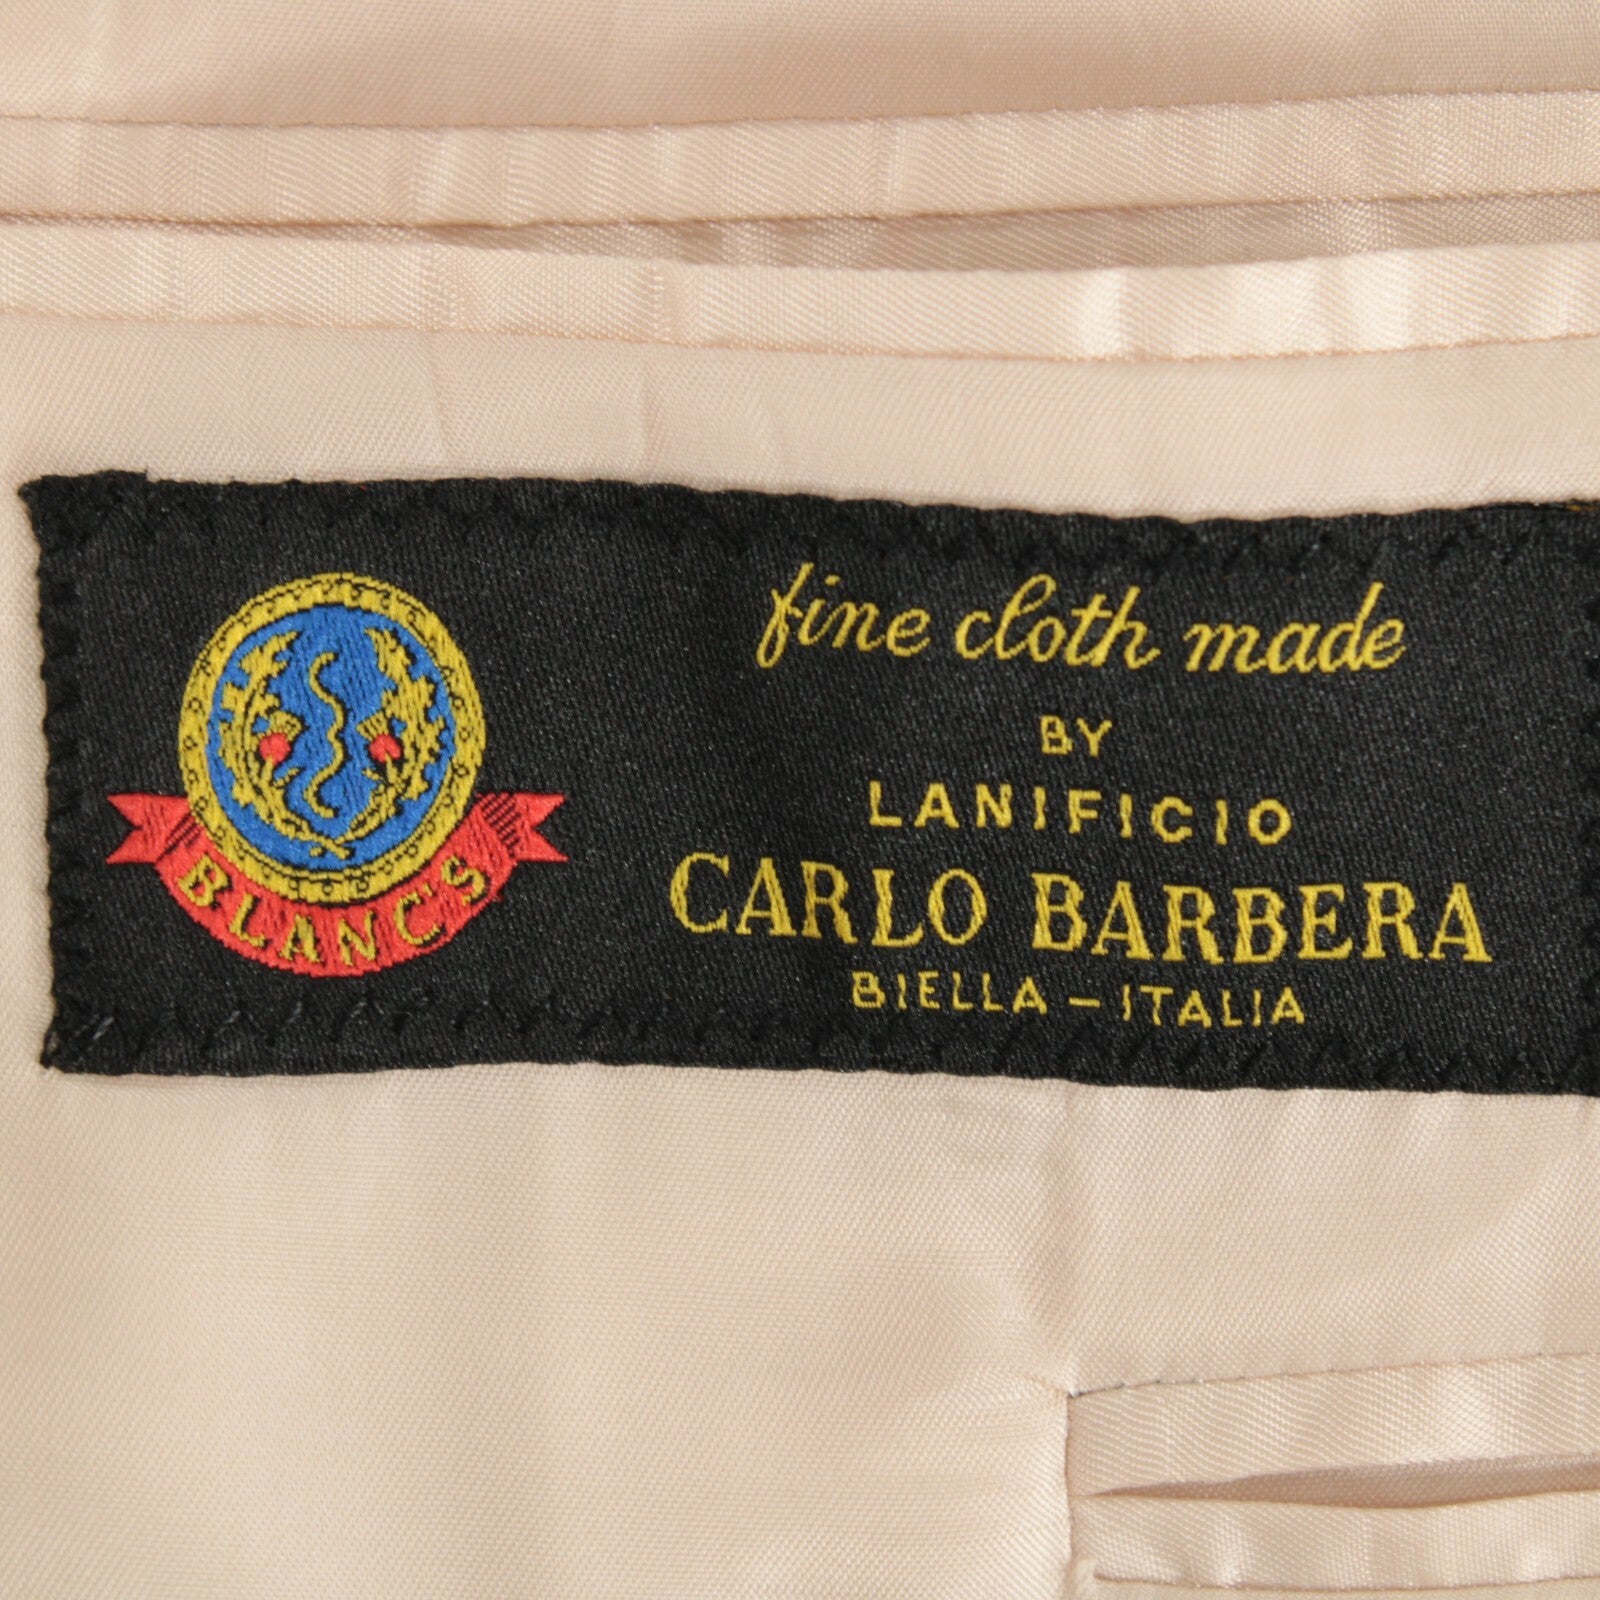 BLANC'S
fine cloth made
BY
LANIFICIO
CARLO BARBERA
BIELLA – ITALIA